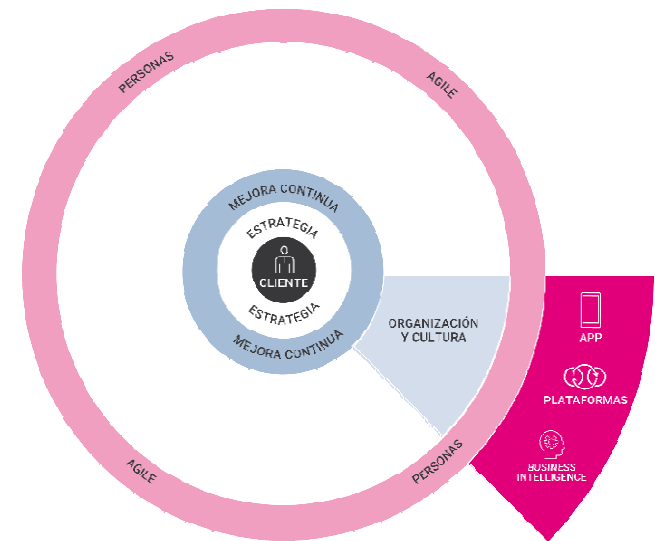 PERSONAS
AGILE
MEJORA CONTINUA
ESTRATEGIA
CLIENTE
ESTRATEGIA
MEJORA CONTINUA
ORGANIZACIÓN
Y CULTURA
APP
PLATAFORMAS
BUSINESS
INTELLIGENCE
AGILE
PERSONAS